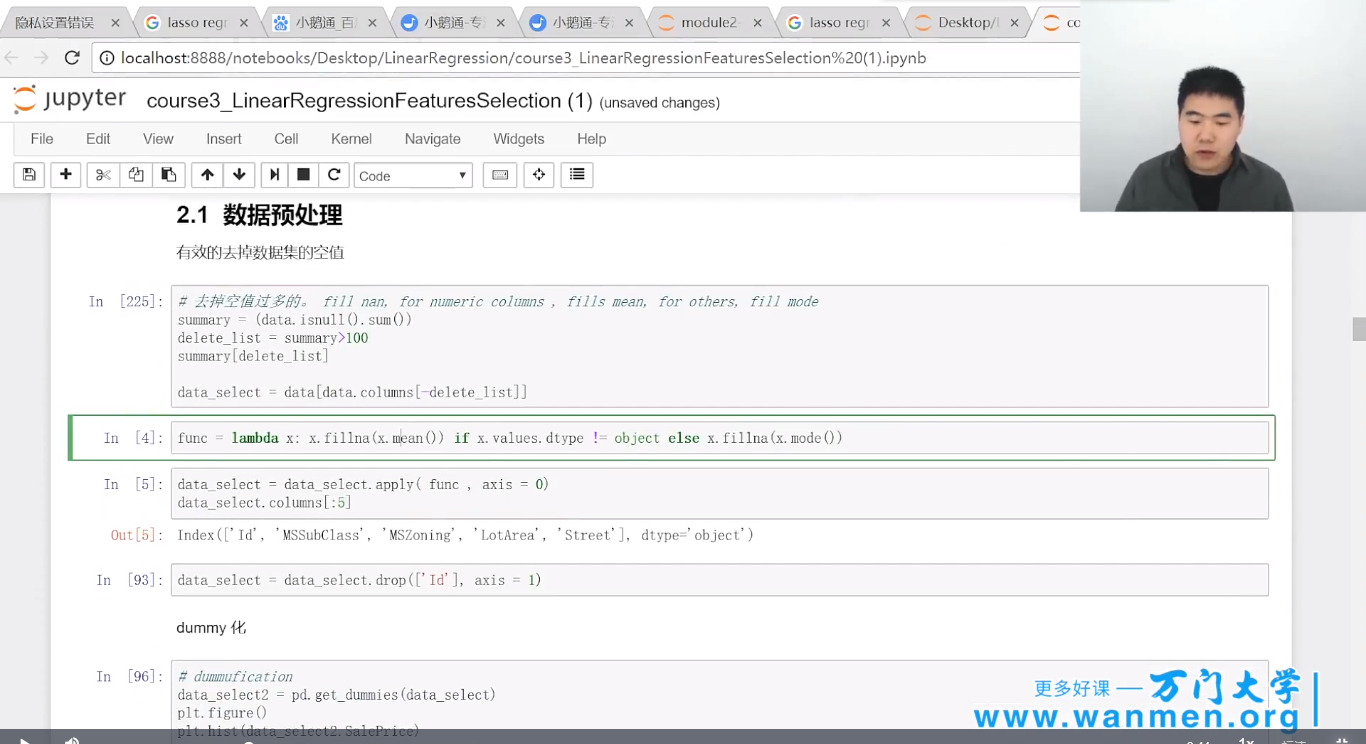 隐私设置错误
lasso regr
小鹅通_百
小鹅通-专
小鹅通-专
module2-
lasso regr
Desktop/L
co
localhost:8888/notebooks/Desktop/LinearRegression/course3_LinearRegressionFeaturesSelection%20(1).ipynb
jupyter course3_LinearRegressionFeaturesSelection (1) (unsaved changes)
File Edit View Insert Cell Kernel Navigate Widgets Help
Code
2.1 数据预处理
有效的去掉数据集的空值
In [225]: # 去掉空值过多的。 fill nan, for numeric columns , fills mean, for others, fill mode
summary = (data.isnull().sum())
delete_list = summary>100
summary[delete_list]
data_select = data[data.columns[-delete_list]]
In [4]: func = lambda x: x.fillna(x.mean()) if x.values.dtype != object else x.fillna(x.mode())
In [5]: data_select = data_select.apply( func , axis = 0)
data_select.columns[:5]
Out[5]: Index(['Id', 'MSSubClass', 'MSZoning', 'LotArea', 'Street'], dtype='object')
In [93]: data_select = data_select.drop(['Id'], axis = 1)
dummy 化
In [96]: # dummufication
data_select2 = pd.get_dummies(data_select)
plt.figure()
plt.hist(data_select2.SalePrice)
更多好课 — 万门大学
www.wanmen.org